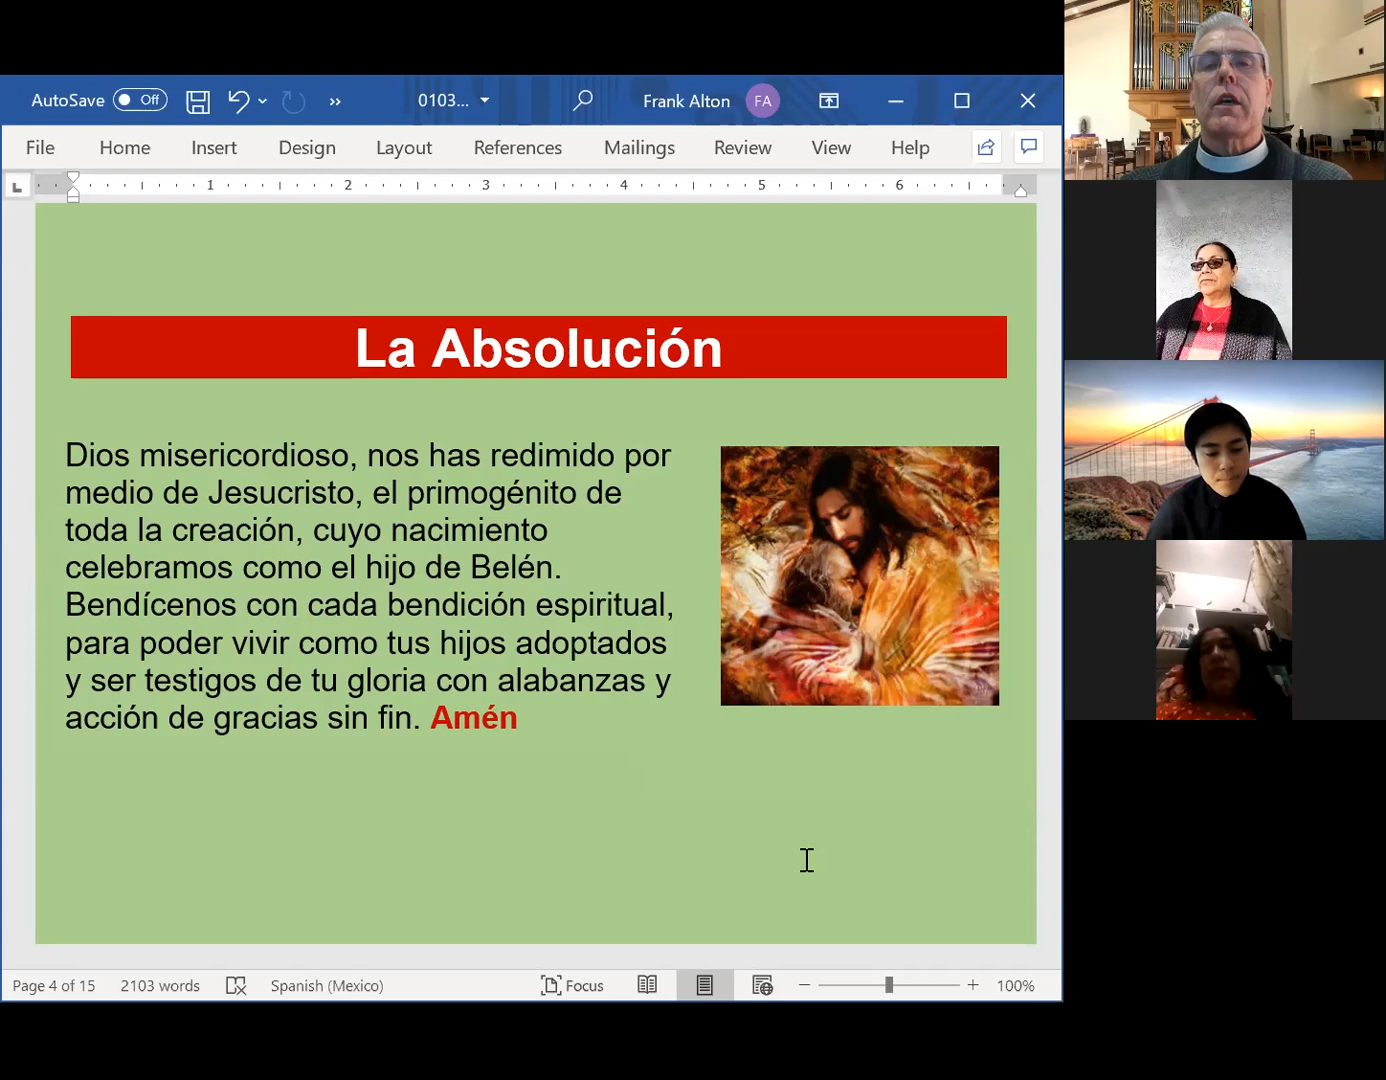 AutoSave Off 0103... Frank Alton FA
File Home Insert Design Layout References Mailings Review View Help
1 2 3 4 5 6
La Absolución
Dios misericordioso, nos has redimido por
medio de Jesucristo, el primogénito de
toda la creación, cuyo nacimiento
celebramos como el hijo de Belén.
Bendícenos con cada bendición espiritual,
para poder vivir como tus hijos adoptados
y ser testigos de tu gloria con alabanzas y
acción de gracias sin fin. Amén
Page 4 of 15 2103 words Spanish (Mexico) Focus 100%